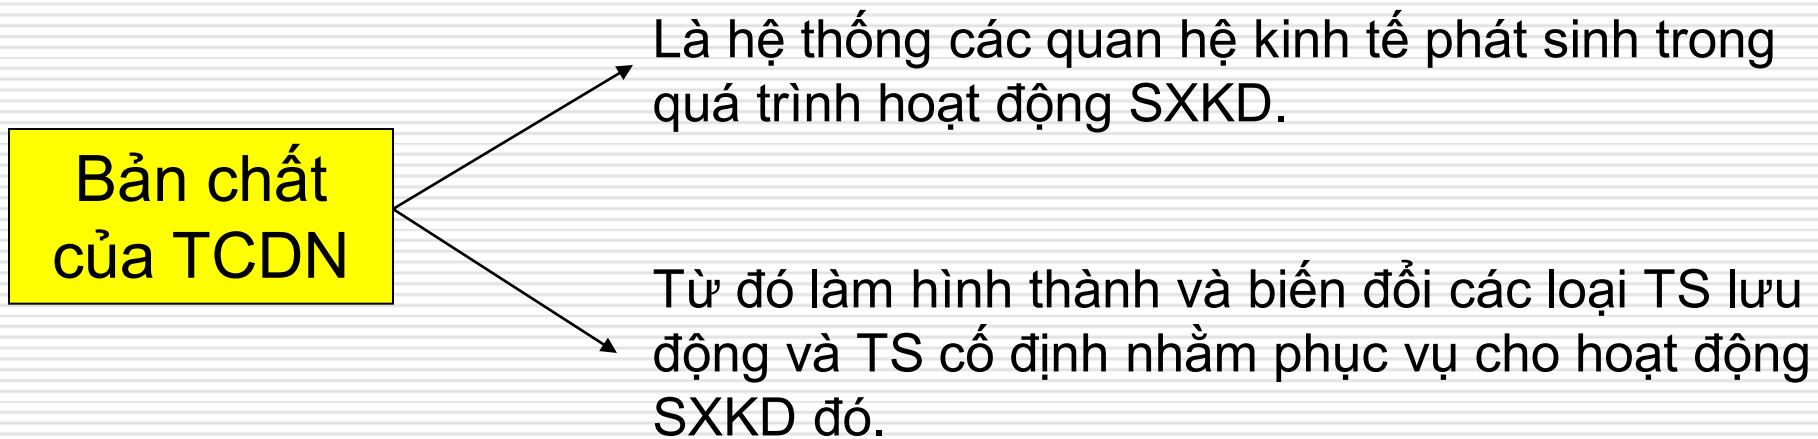 Bản chất
của TCDN
Là hệ thống các quan hệ kinh tế phát sinh trong
quá trình hoạt động SXKD.
Từ đó làm hình thành và biến đổi các loại TS lưu
động và TS cố định nhằm phục vụ cho hoạt động
SXKD đó.